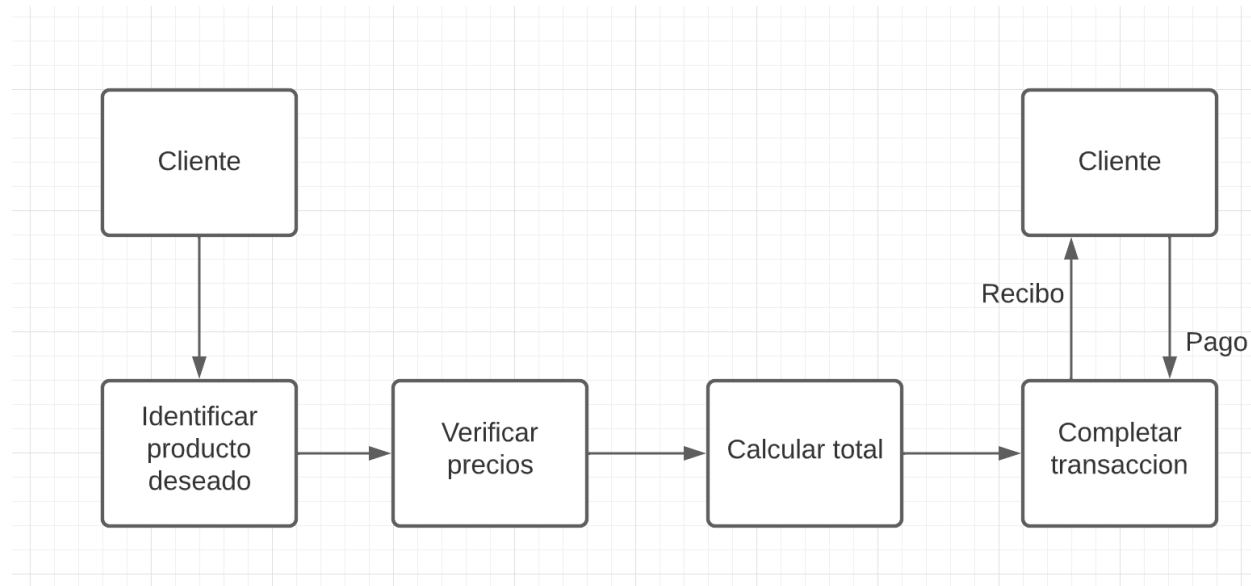 Cliente
Cliente
Recibo
Pago
Identificar
producto
deseado
Verificar
precios
Calcular total
Completar
transaccion